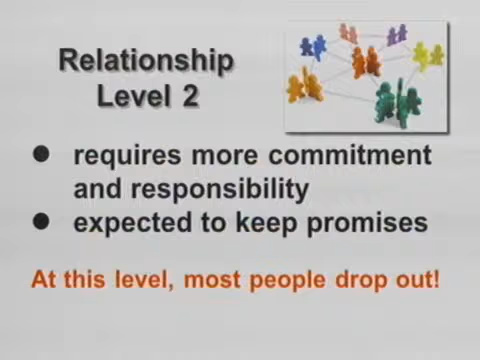 Relationship
Level 2
● requires more commitment
and responsibility
● expected to keep promises
At this level, most people drop out!